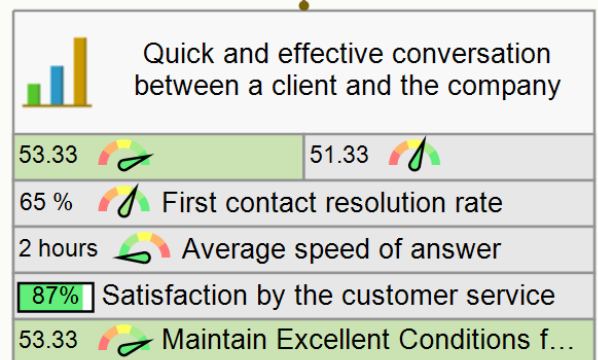 Quick and effective conversation
between a client and the company
53.33 51.33
65 % First contact resolution rate
2 hours Average speed of answer
87% Satisfaction by the customer service
53.33 Maintain Excellent Conditions f...